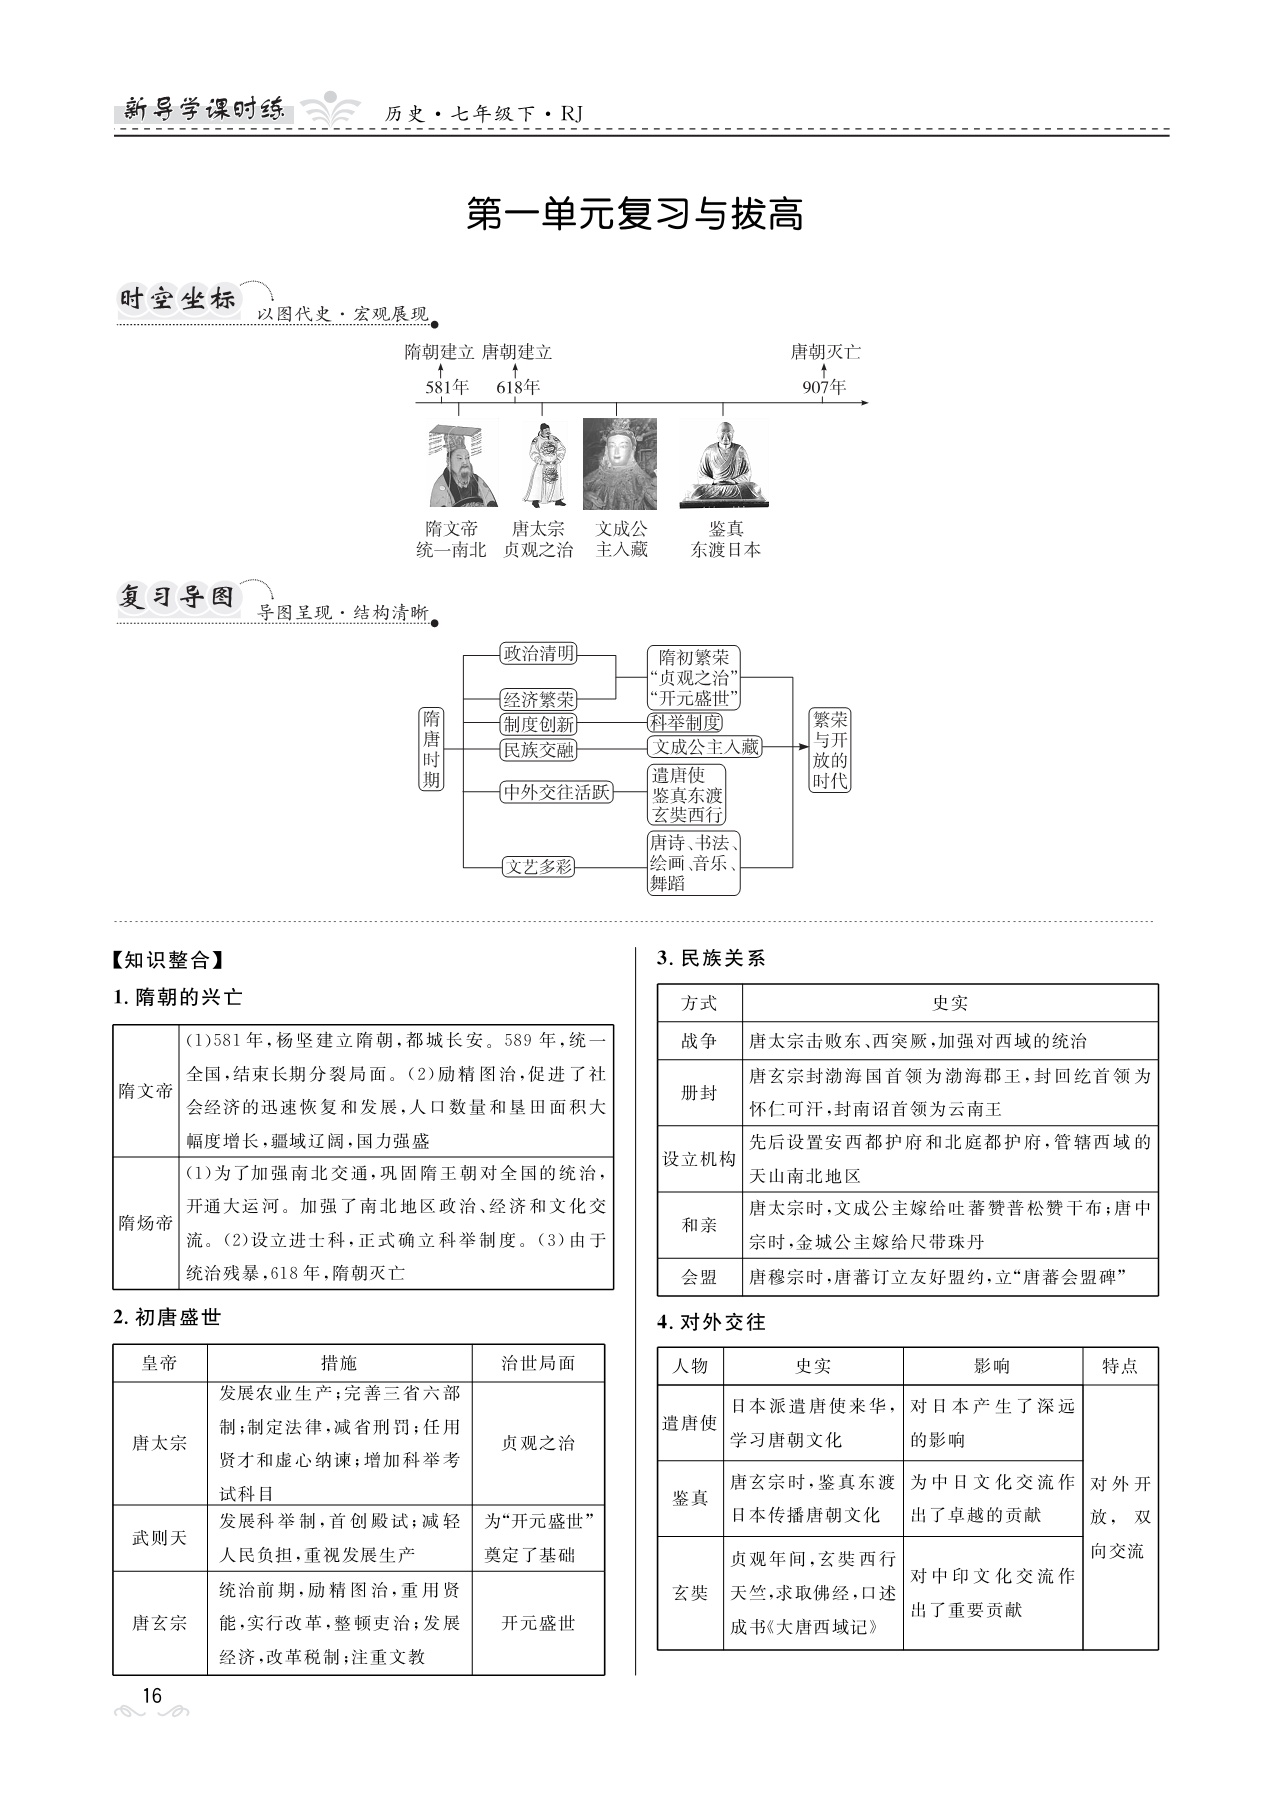 新导学课时练
历史·七年级下·RJ
第一单元复习与拔高
时空坐标
以图代史·宏观展现
隋朝建立 唐朝建立 唐朝灭亡
581年 618年 907年
隋文帝 唐太宗 文成公 鉴真
统一南北 贞观之治 主入藏 东渡日本
复习导图
导图呈现·结构清晰
隋唐时期
政治清明
经济繁荣
制度创新
民族交融
中外交往活跃
文艺多彩
隋初繁荣
“贞观之治”
“开元盛世”
科举制度
文成公主入藏
遣唐使
鉴真东渡
玄奘西行
唐诗、书法、
绘画、音乐、
舞蹈
繁荣
与开
放的
时代
【知识整合】
1. 隋朝的兴亡
隋文帝
(1)581年,杨坚建立隋朝,都城长安。589年,统一
全国,结束长期分裂局面。(2)励精图治,促进了社
会经济的迅速恢复和发展,人口数量和垦田面积大
幅度增长,疆域辽阔,国力强盛
隋炀帝
(1)为了加强南北交通,巩固隋王朝对全国的统治,
开通大运河。加强了南北地区政治、经济和文化交
流。(2)设立进士科,正式确立科举制度。(3)由于
统治残暴,618年,隋朝灭亡
2. 初唐盛世
皇帝 措施 治世局面
唐太宗
发展农业生产;完善三省六部
制;制定法律,减省刑罚;任用
贤才和虚心纳谏;增加科举考
试科目
贞观之治
武则天
发展科举制,首创殿试;减轻
人民负担,重视发展生产
为“开元盛世”
奠定了基础
唐玄宗
统治前期,励精图治,重用贤
能,实行改革,整顿吏治;发展
经济,改革税制;注重文教
开元盛世
3. 民族关系
方式 史实
战争 唐太宗击败东、西突厥,加强对西域的统治
册封
唐玄宗封渤海国首领为渤海郡王,封回纥首领为
怀仁可汗,封南诏首领为云南王
设立机构
先后设置安西都护府和北庭都护府,管辖西域的
天山南北地区
和亲
唐太宗时,文成公主嫁给吐蕃赞普松赞干布;唐中
宗时,金城公主嫁给尺带珠丹
会盟 唐穆宗时,唐蕃订立友好盟约,立“唐蕃会盟碑”
4. 对外交往
人物 史实 影响 特点
遣唐使
日本派遣唐使来华,
学习唐朝文化
对日本产生了深远
的影响
鉴真
唐玄宗时,鉴真东渡
日本传播唐朝文化
为中日文化交流作
出了卓越的贡献
玄奘
贞观年间,玄奘西行
天竺,求取佛经,口述
成书《大唐西域记》
对中印文化交流作
出了重要贡献
对外开
放,双
向交流
16